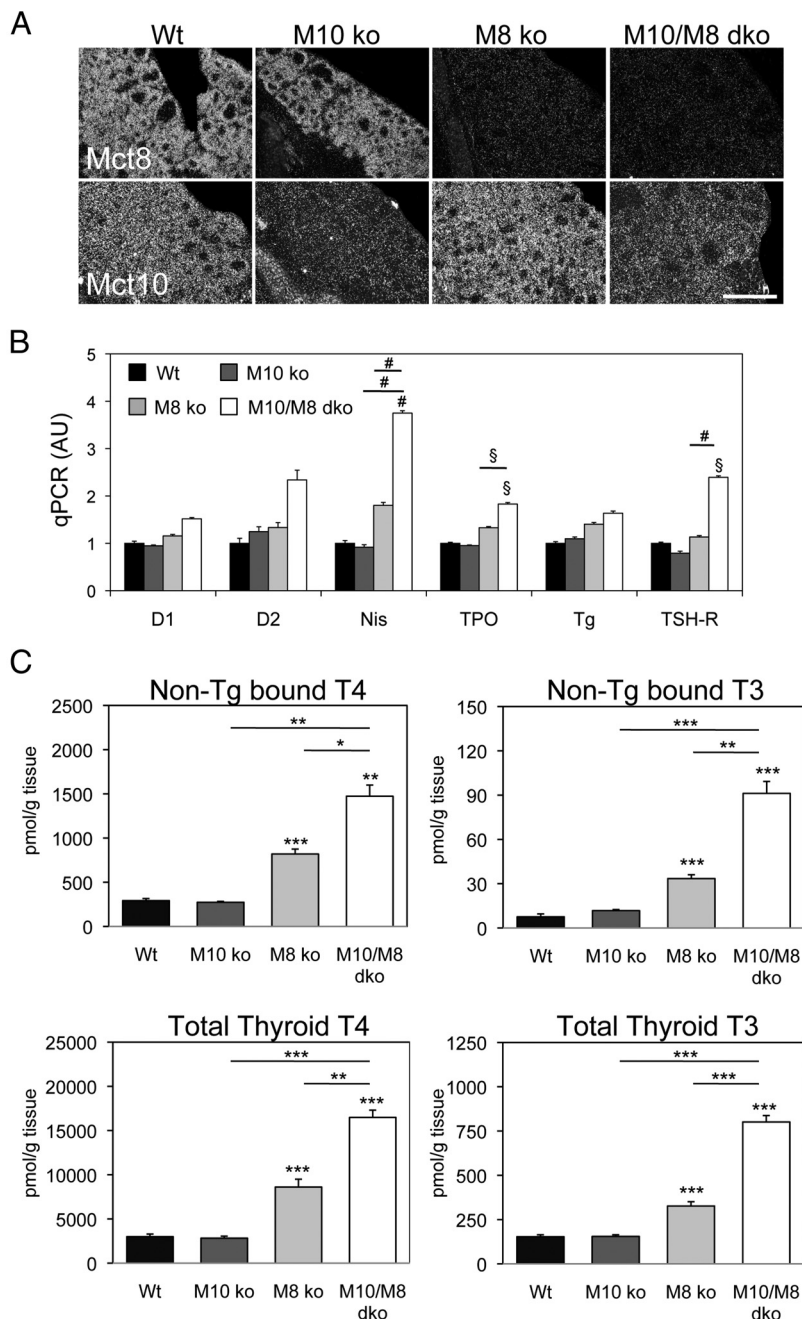 A
Wt M10 ko M8 ko M10/M8 dko
Mct8
Mct10
B
qPCR (AU)
5
4
3
2
1
0
Wt M10 ko
M8 ko M10/M8 dko
#
#
#
§
§
#
§
D1 D2 Nis TPO Tg TSH-R
C
Non-Tg bound T4
pmol/g tissue
2500
2000
1500
1000
500
0
**
*
**
***
Wt M10 ko M8 ko M10/M8
dko
Non-Tg bound T3
pmol/g tissue
150
120
90
60
30
0
***
**
***
***
Wt M10 ko M8 ko M10/M8
dko
Total Thyroid T4
pmol/g tissue
25000
20000
15000
10000
5000
0
***
**
***
***
Wt M10 ko M8 ko M10/M8
dko
Total Thyroid T3
pmol/g tissue
1250
1000
750
500
250
0
***
***
***
***
Wt M10 ko M8 ko M10/M8
dko